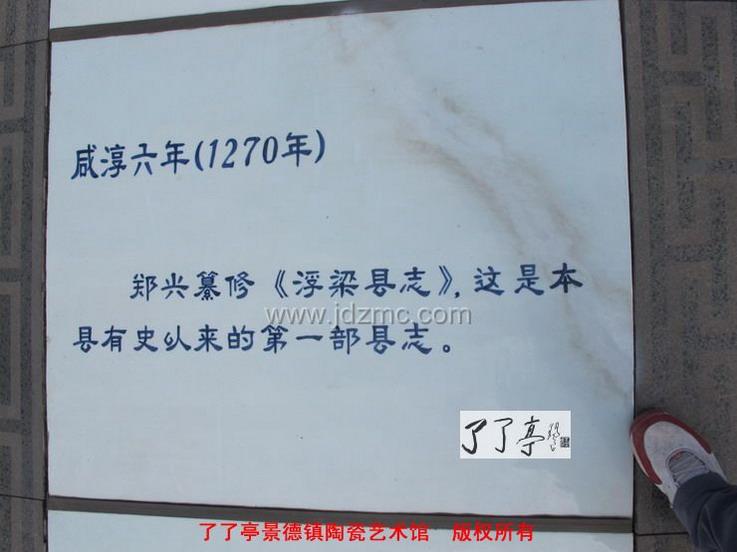 咸淳六年(1270年)
郑兴纂修《浮梁县志》,这是本
www.jdzmc.com
县有史以来的第一部县志。
了了亭
了了亭景德镇陶瓷艺术馆 版权所有